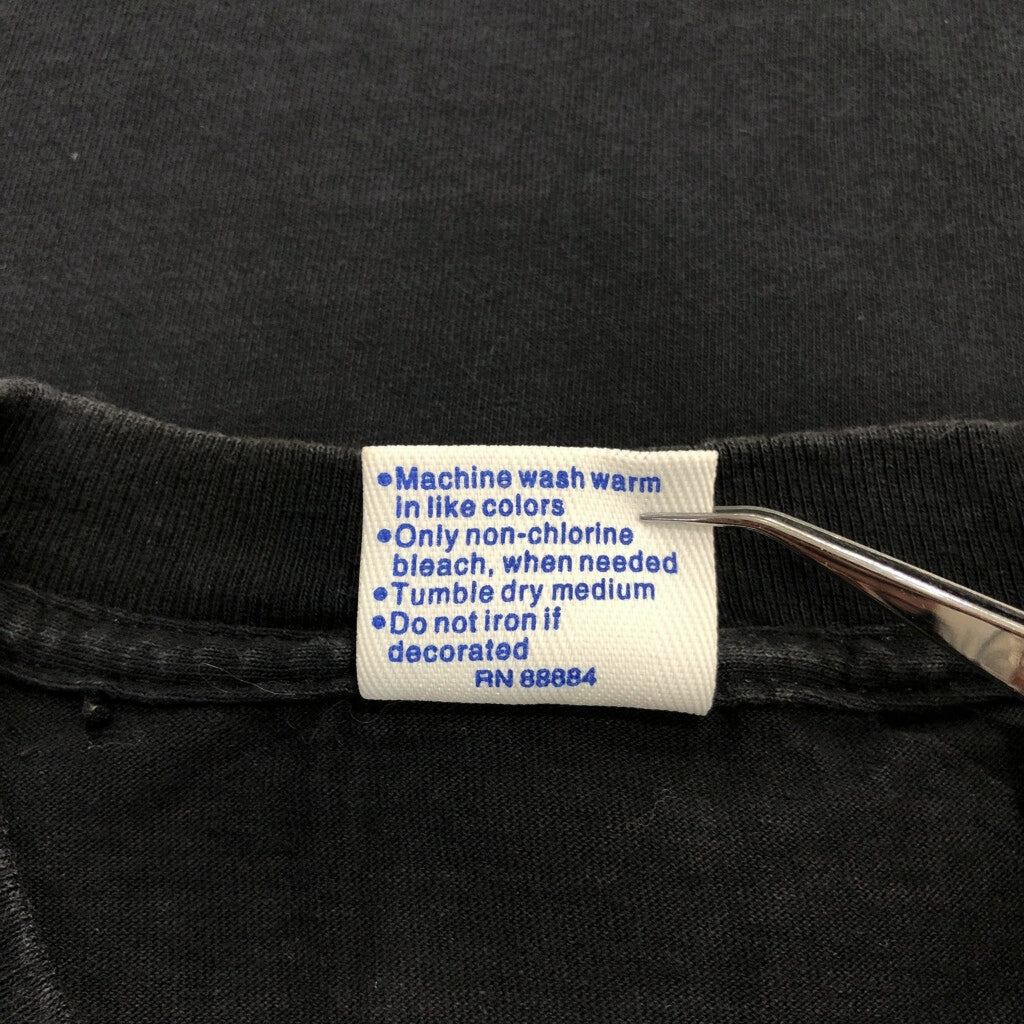 •Machine wash warm
in like colors
•Only non-chlorine
bleach, when needed
•Tumble dry medium
•Do not iron if
decorated
RN 88884